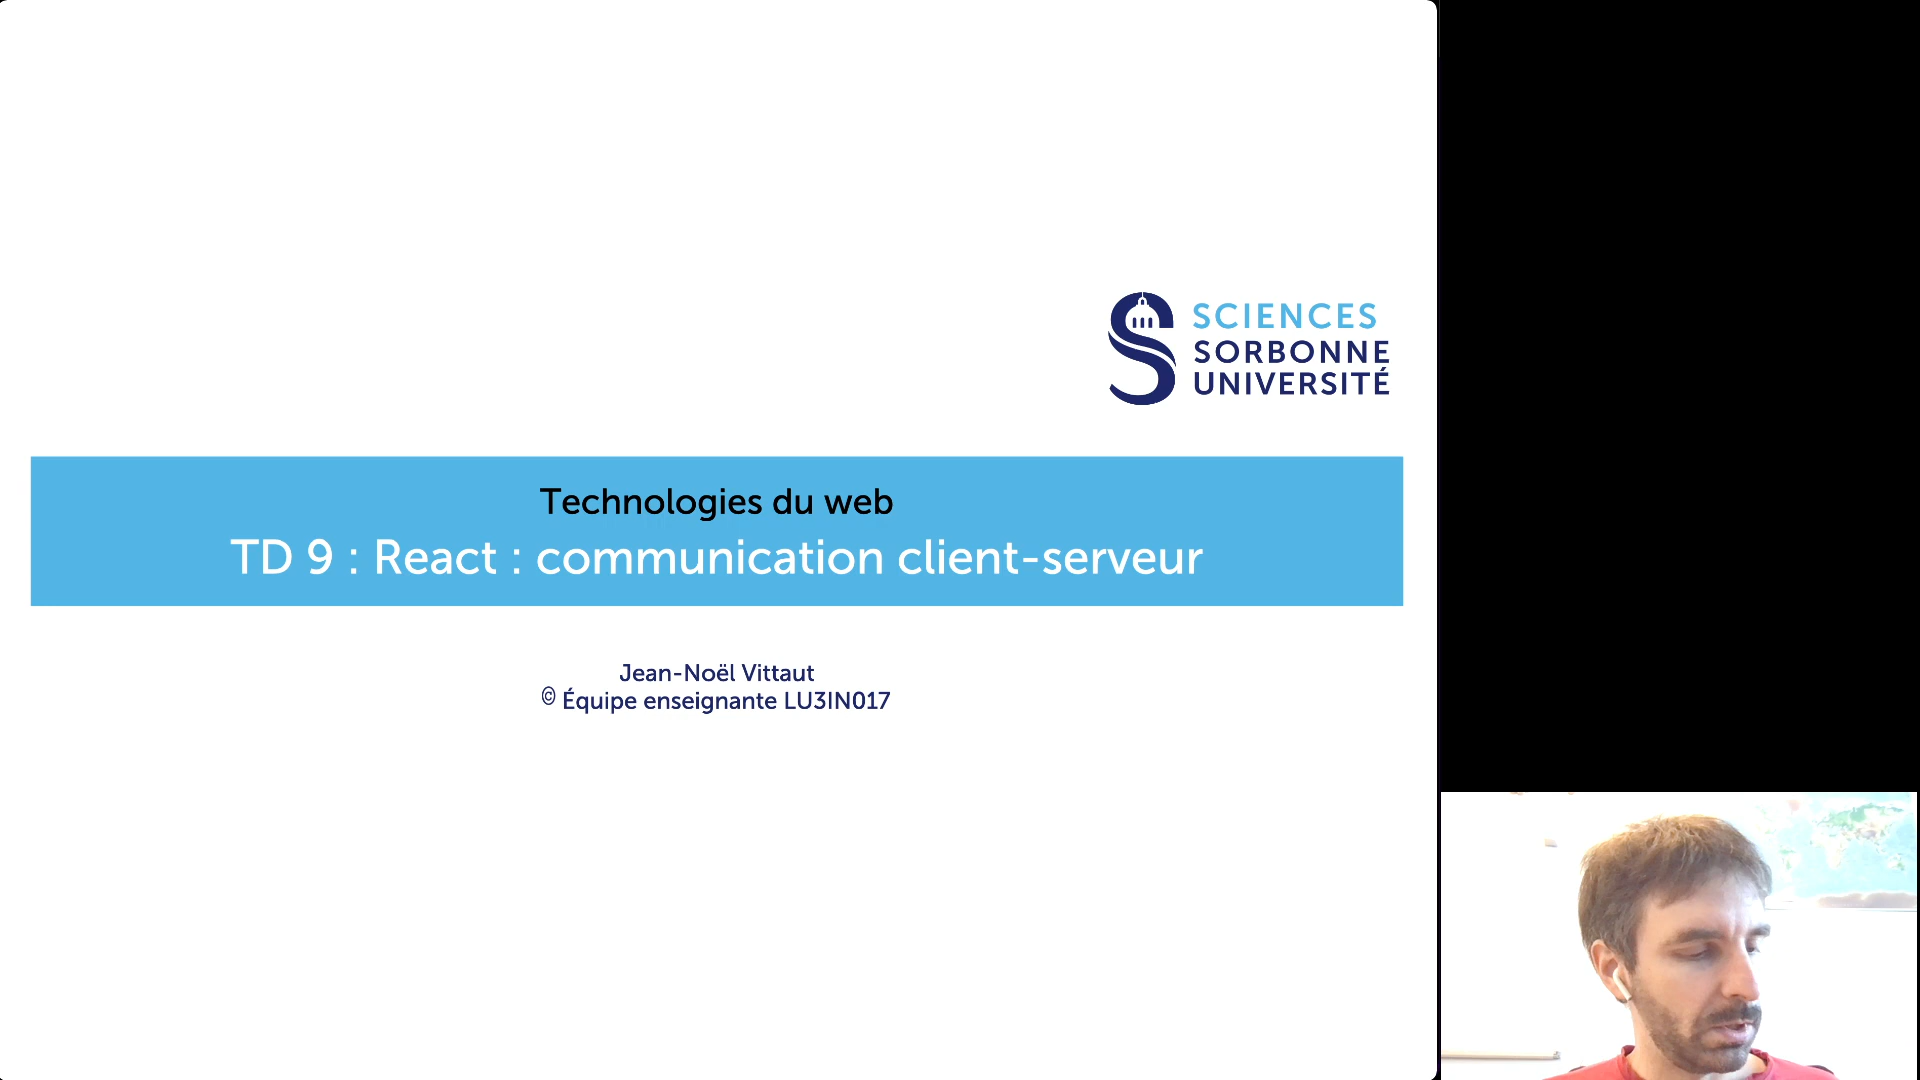 SCIENCES
SORBONNE
UNIVERSITÉ
Technologies du web
TD 9 : React : communication client-serveur
Jean-Noël Vittaut
© Équipe enseignante LU3IN017